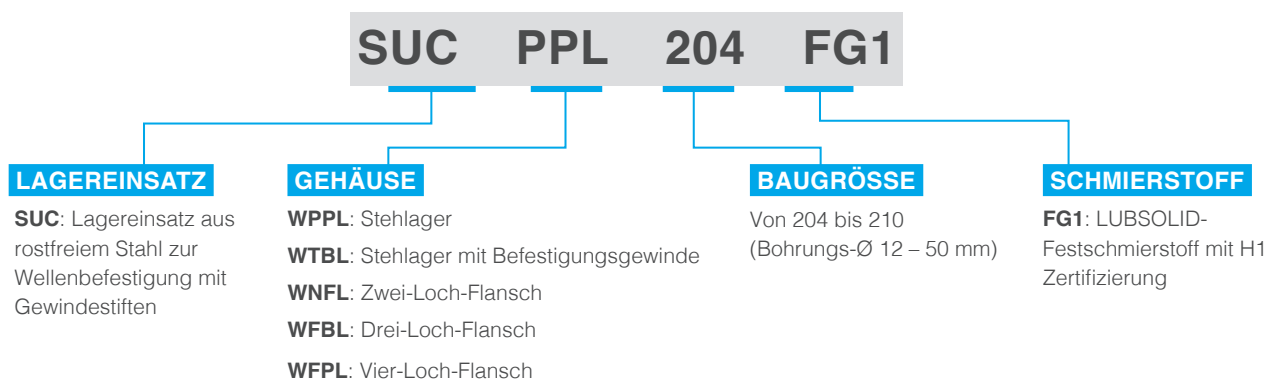 SUC PPL 204 FG1
LAGEREINSATZ
SUC: Lagereinsatz aus
rostfreiem Stahl zur
Wellenbefestigung mit
Gewindestiften
GEHÄUSE
WPPL: Stehlager
WTBL: Stehlager mit Befestigungsgewinde
WNFL: Zwei-Loch-Flansch
WFBL: Drei-Loch-Flansch
WFPL: Vier-Loch-Flansch
BAUGRÖSSE
Von 204 bis 210
(Bohrungs-Ø 12 – 50 mm)
SCHMIERSTOFF
FG1: LUBSOLID-
Festschmierstoff mit H1
Zertifizierung